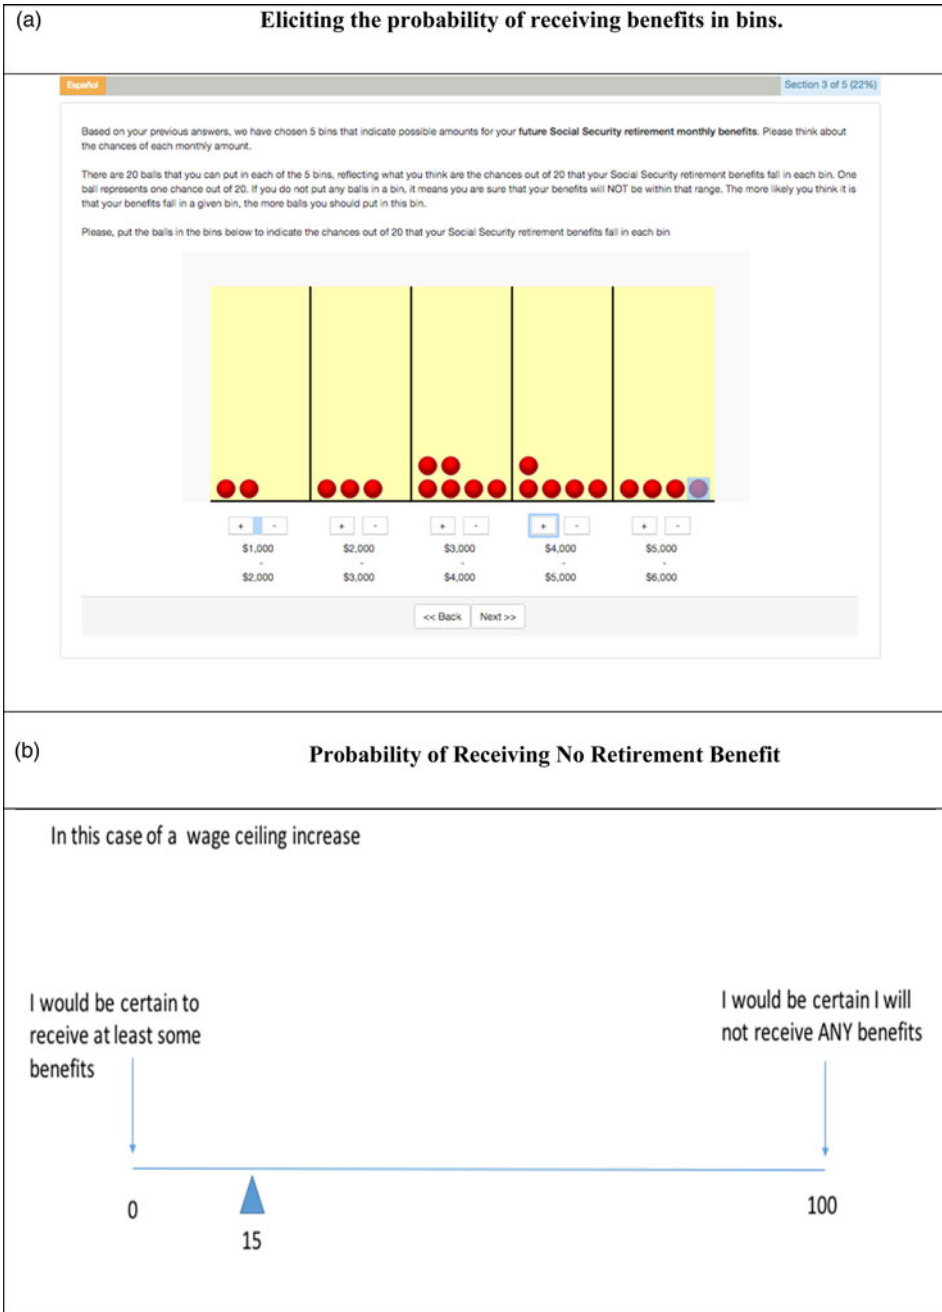 (a)
Eliciting the probability of receiving benefits in bins.
Español
Section 3 of 5 (22%)
Based on your previous answers, we have chosen 5 bins that indicate possible amounts for your future Social Security retirement monthly benefits. Please think about
the chances of each monthly amount.
There are 20 balls that you can put in each of the 5 bins, reflecting what you think are the chances out of 20 that your Social Security retirement benefits fall in each bin. One
ball represents one chance out of 20. If you do not put any balls in a bin, it means you are sure that your benefits will NOT be within that range. The more likely you think it is
that your benefits fall in a given bin, the more balls you should put in this bin.
Please, put the balls in the bins below to indicate the chances out of 20 that your Social Security retirement benefits fall in each bin
+ - + - + - + - + -
$1,000 $2,000 $3,000 $4,000 $5,000
- - - - -
$2,000 $3,000 $4,000 $5,000 $6,000
<< Back Next >>
(b)
Probability of Receiving No Retirement Benefit
In this case of a wage ceiling increase
I would be certain to
receive at least some
benefits
I would be certain I will
not receive ANY benefits
0
15
100